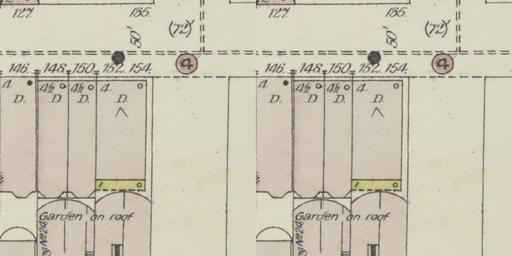 127. 135. 127. 135.
50' (72) 50' (72)
4 4
146. 148. 150. 152. 154. 146. 148. 150. 152. 154.
4 4½ 4½ 4 4 4½ 4½ 4
D. D. D. D. D. D. D. D.
1 1
Garden on roof Garden on roof